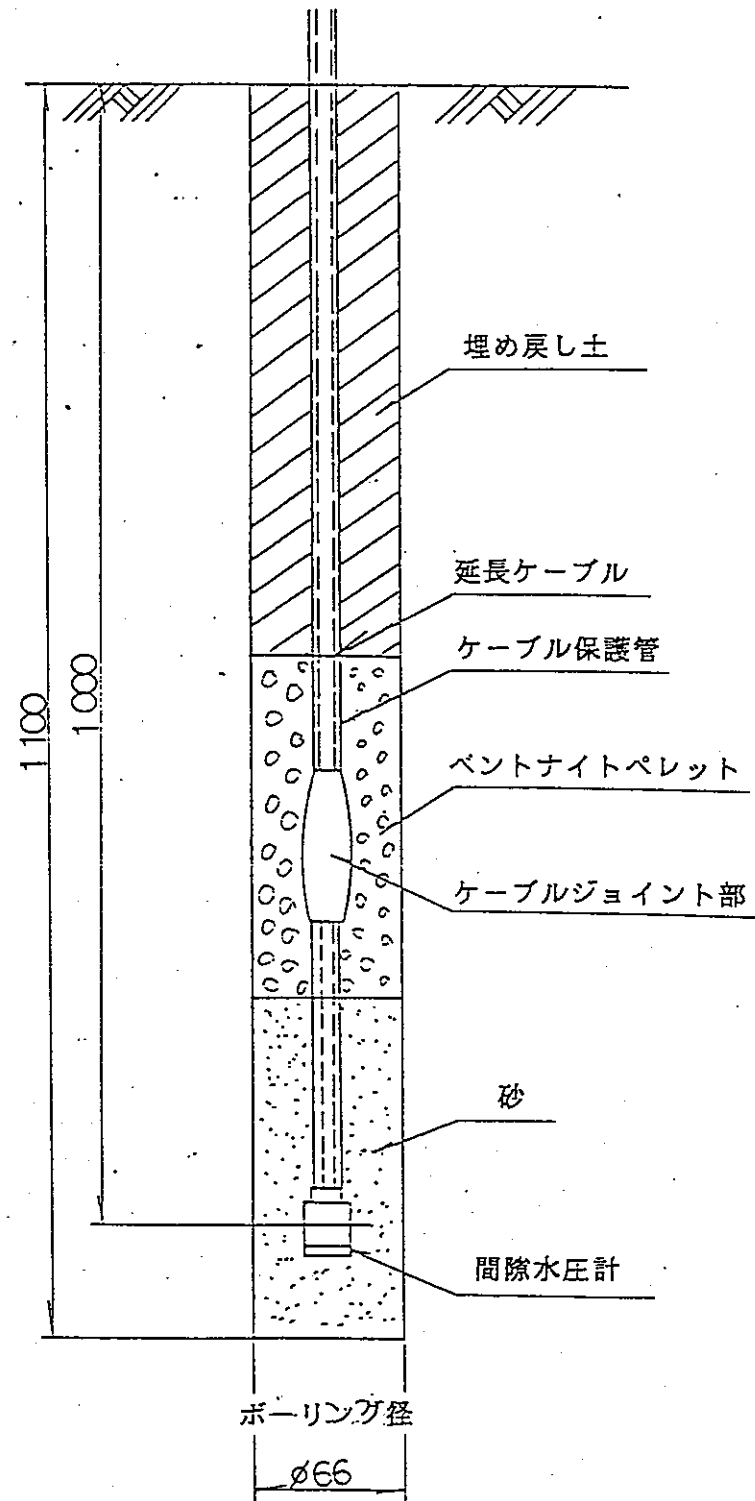 埋め戻し土
延長ケーブル
ケーブル保護管
1100
1000
ベントナイトペレット
ケーブルジョイント部
砂
間隙水圧計
ボーリング径
ø66